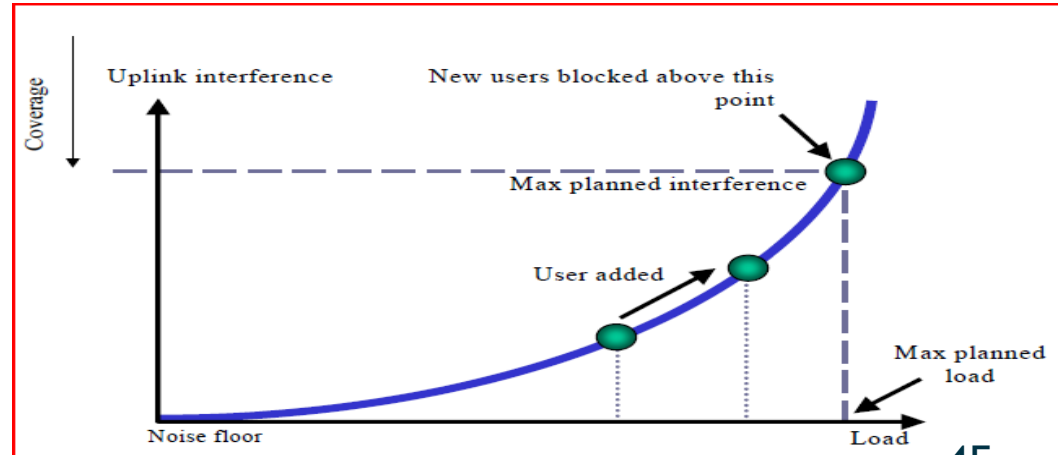 Coverage
Uplink interference
New users blocked above this
point
Max planned interference
User added
Max planned
load
Noise floor
Load